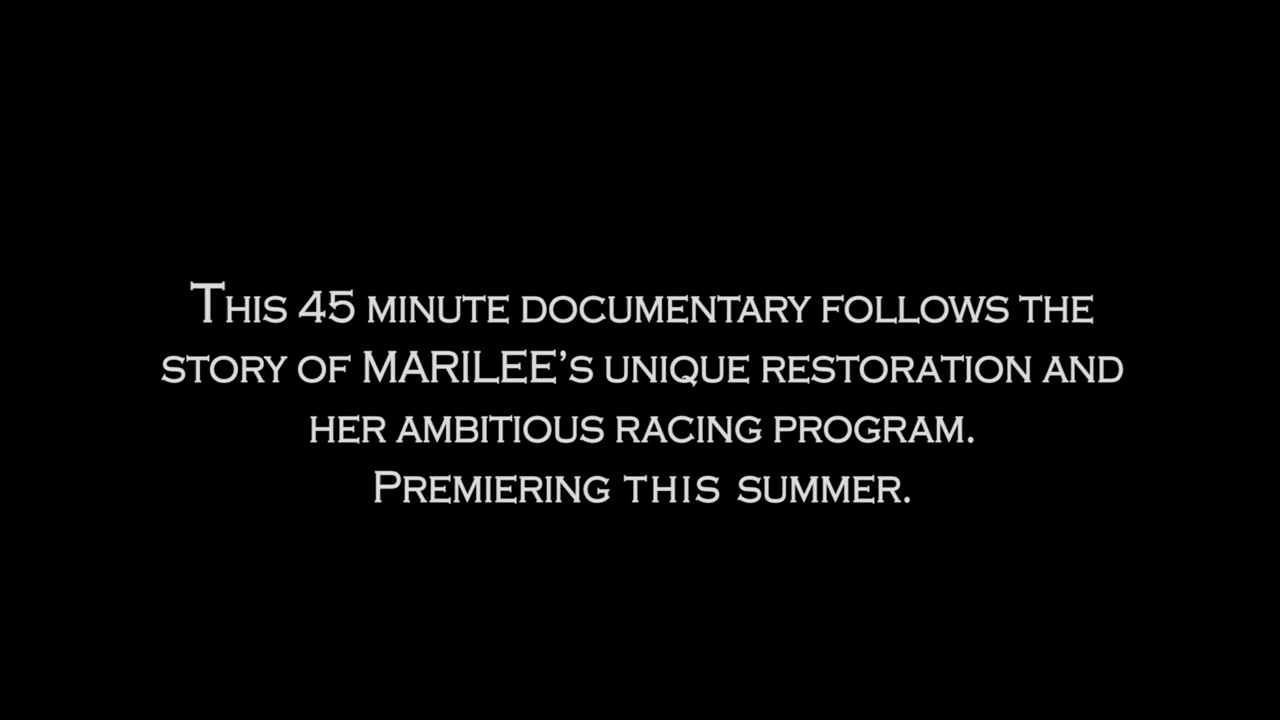 This 45 minute documentary follows the
story of MARILEE's unique restoration and
her ambitious racing program.
Premiering this summer.